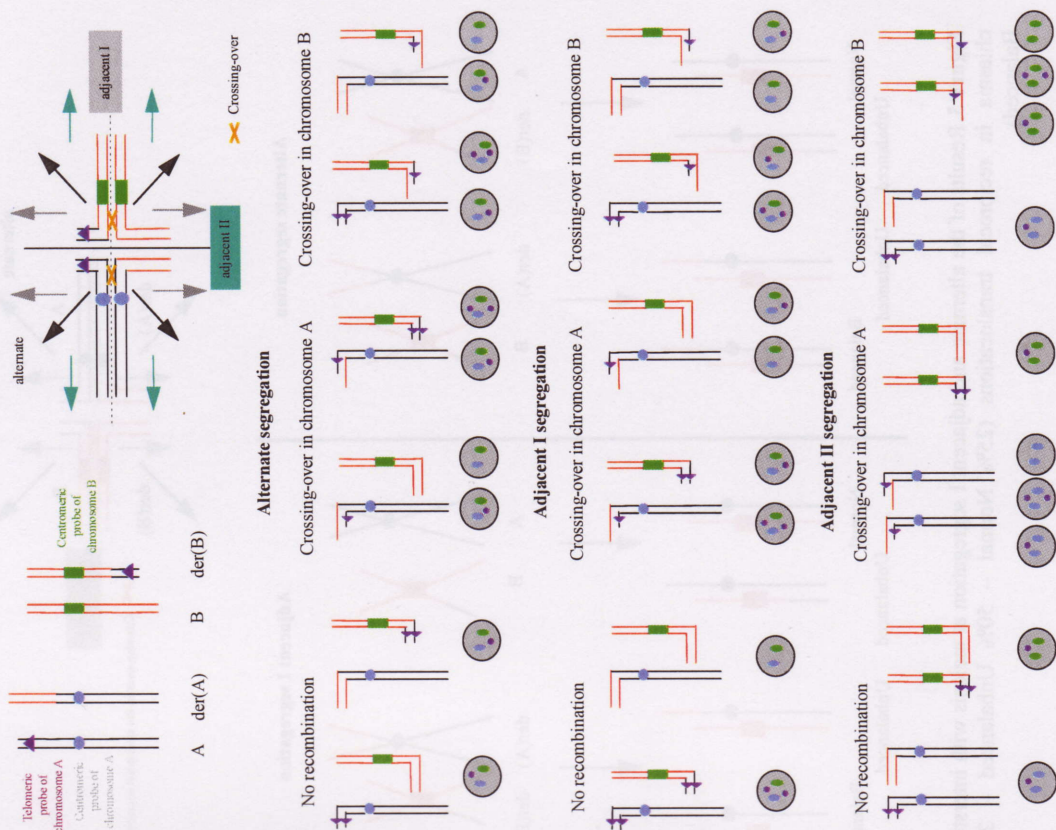 Telomeric
probe of
chromosome A
Centromeric
probe of
chromosome A
Centromeric
probe of
chromosome B
A der(A) B der(B)
alternate
adjacent I
adjacent II
Crossing-over
Alternate segregation
No recombination Crossing-over in chromosome A Crossing-over in chromosome B
Adjacent I segregation
No recombination Crossing-over in chromosome A Crossing-over in chromosome B
Adjacent II segregation
No recombination Crossing-over in chromosome A Crossing-over in chromosome B